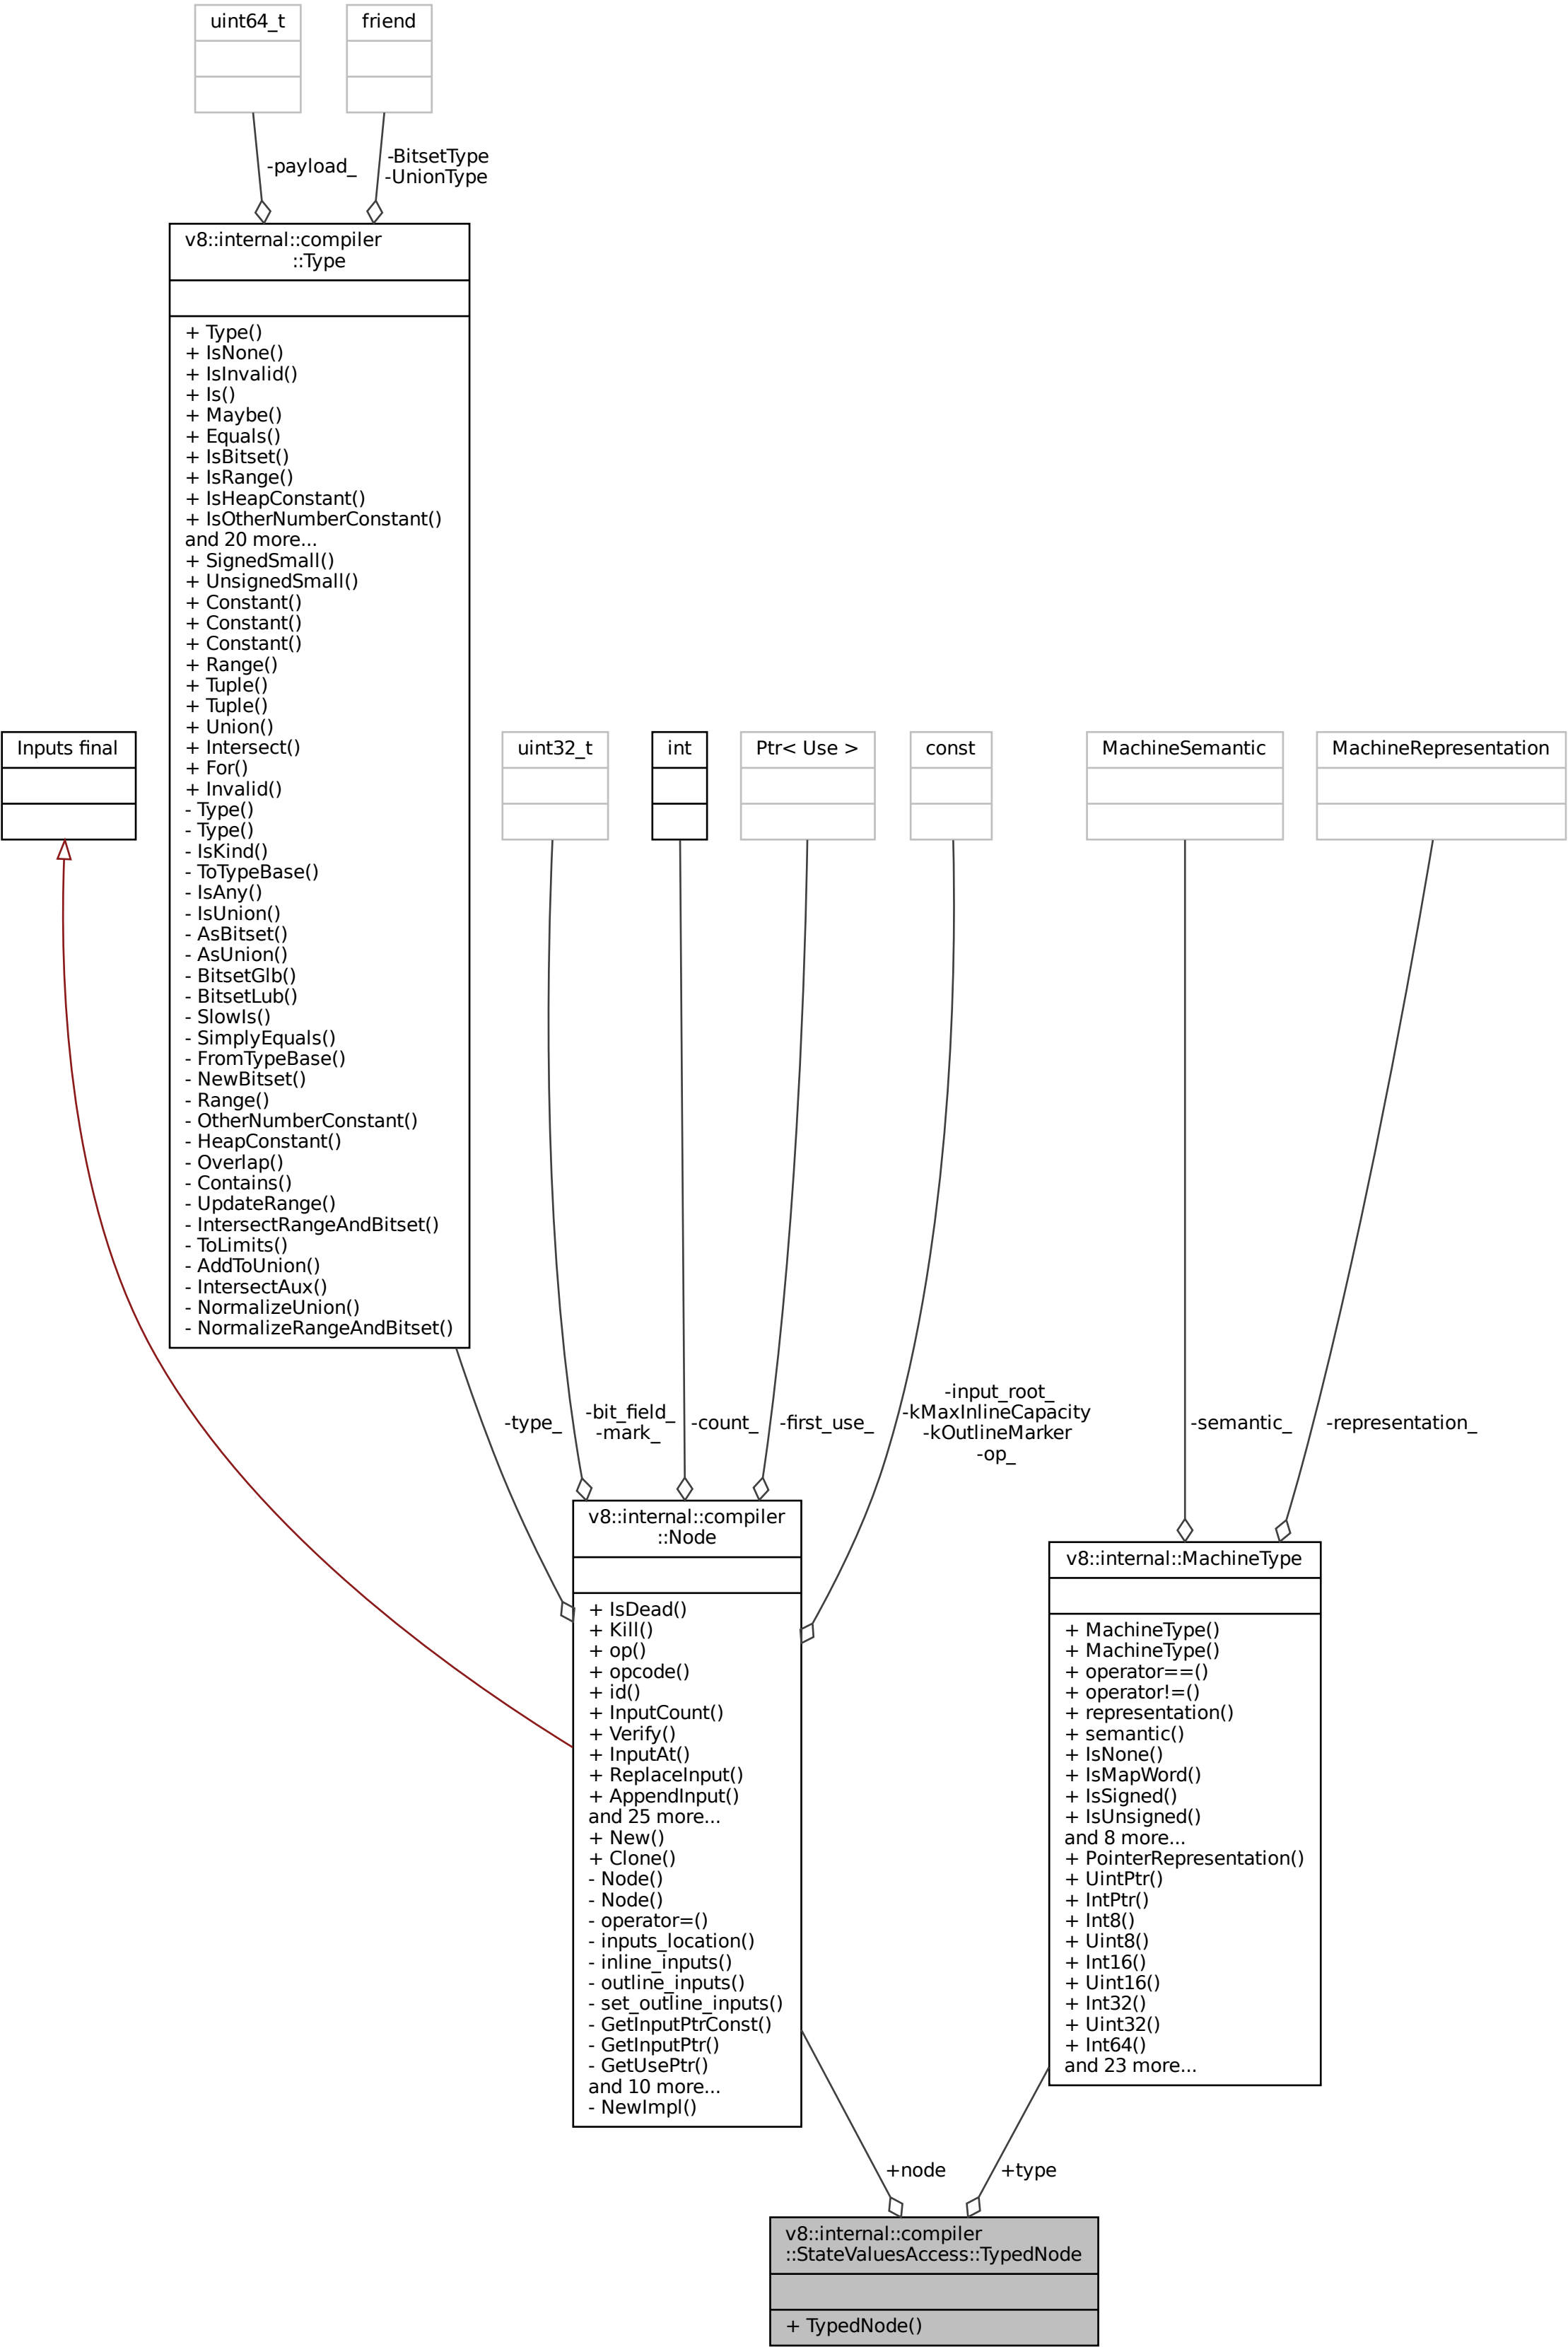 uint64_t
friend
-payload_
-BitsetType
-UnionType
v8::internal::compiler
::Type
+ Type()
+ IsNone()
+ IsInvalid()
+ Is()
+ Maybe()
+ Equals()
+ IsBitset()
+ IsRange()
+ IsHeapConstant()
+ IsOtherNumberConstant()
and 20 more...
+ SignedSmall()
+ UnsignedSmall()
+ Constant()
+ Constant()
+ Constant()
+ Range()
+ Tuple()
+ Tuple()
+ Union()
+ Intersect()
+ For()
+ Invalid()
- Type()
- Type()
- IsKind()
- ToTypeBase()
- IsAny()
- IsUnion()
- AsBitset()
- AsUnion()
- BitsetGlb()
- BitsetLub()
- SlowIs()
- SimplyEquals()
- FromTypeBase()
- NewBitset()
- Range()
- OtherNumberConstant()
- HeapConstant()
- Overlap()
- Contains()
- UpdateRange()
- IntersectRangeAndBitset()
- ToLimits()
- AddToUnion()
- IntersectAux()
- NormalizeUnion()
- NormalizeRangeAndBitset()
Inputs final
uint32_t
int
Ptr< Use >
const
MachineSemantic
MachineRepresentation
-type_
-bit_field_
-mark_
-count_
-first_use_
-input_root_
-kMaxInlineCapacity
-kOutlineMarker
-op_
-semantic_
-representation_
v8::internal::compiler
::Node
+ IsDead()
+ Kill()
+ op()
+ opcode()
+ id()
+ InputCount()
+ Verify()
+ InputAt()
+ ReplaceInput()
+ AppendInput()
and 25 more...
+ New()
+ Clone()
- Node()
- Node()
- operator=()
- inputs_location()
- inline_inputs()
- outline_inputs()
- set_outline_inputs()
- GetInputPtrConst()
- GetInputPtr()
- GetUsePtr()
and 10 more...
- NewImpl()
v8::internal::MachineType
+ MachineType()
+ MachineType()
+ operator==()
+ operator!=()
+ representation()
+ semantic()
+ IsNone()
+ IsMapWord()
+ IsSigned()
+ IsUnsigned()
and 8 more...
+ PointerRepresentation()
+ UintPtr()
+ IntPtr()
+ Int8()
+ Uint8()
+ Int16()
+ Uint16()
+ Int32()
+ Uint32()
+ Int64()
and 23 more...
+node
+type
v8::internal::compiler
::StateValuesAccess::TypedNode
+ TypedNode()